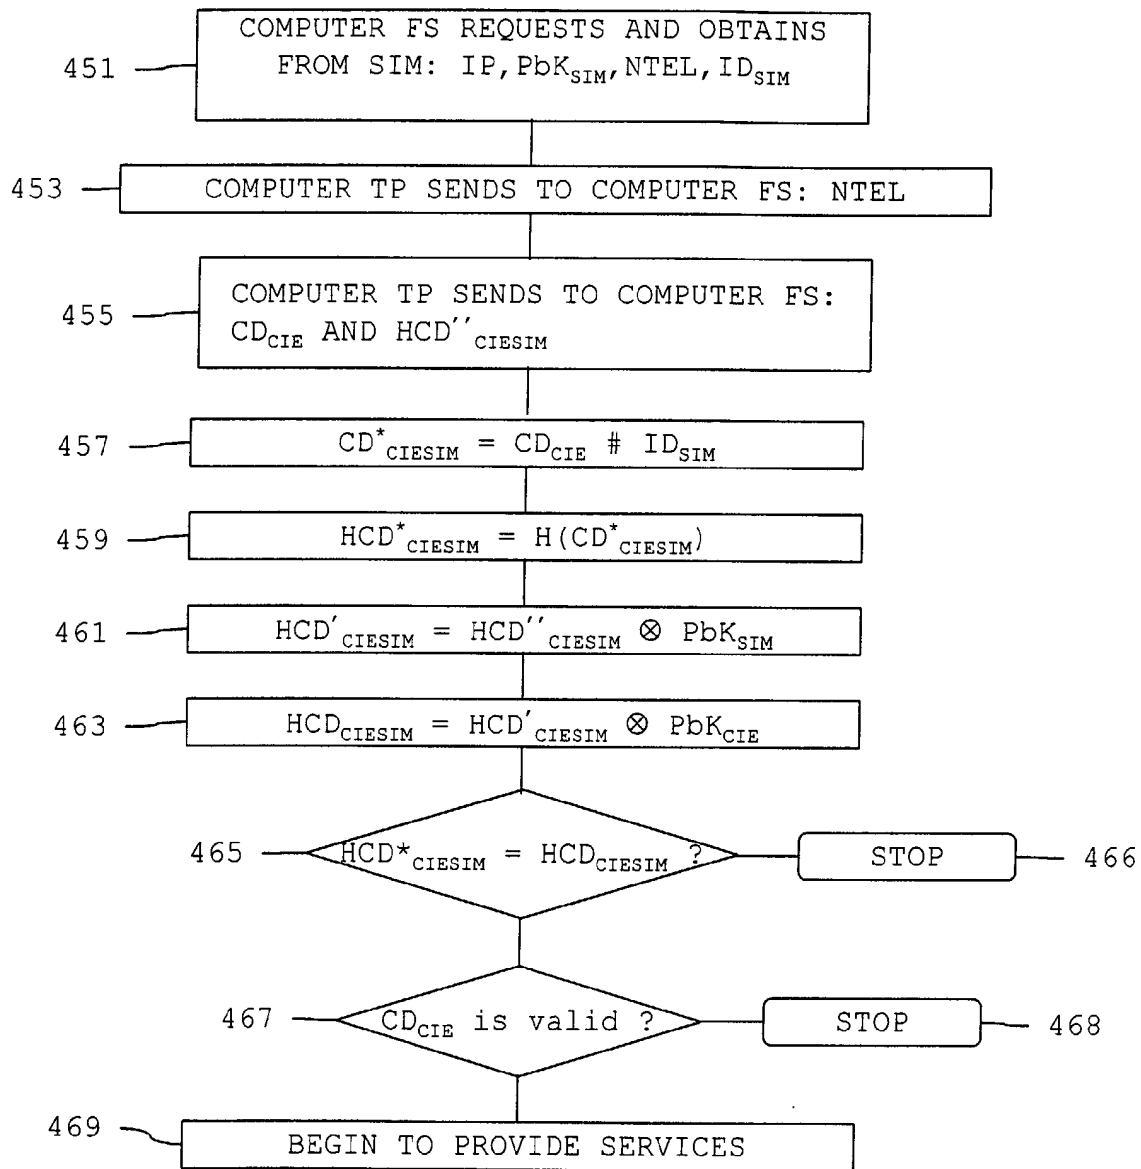 COMPUTER FS REQUESTS AND OBTAINS
451
FROM SIM: IP,PbK_SIM,NTEL,ID_SIM
453
COMPUTER TP SENDS TO COMPUTER FS: NTEL
COMPUTER TP SENDS TO COMPUTER FS:
455
CD_CIE AND HCD''_CIESIM
457
CD*_CIESIM = CD_CIE # ID_SIM
459
HCD*_CIESIM = H(CD*_CIESIM)
461
HCD'_CIESIM = HCD''_CIESIM ⊗ PbK_SIM
463
HCD_CIESIM = HCD'_CIESIM ⊗ PbK_CIE
465
HCD*_CIESIM = HCD_CIESIM ?
STOP
466
467
CD_CIE is valid ?
STOP
468
469
BEGIN TO PROVIDE SERVICES